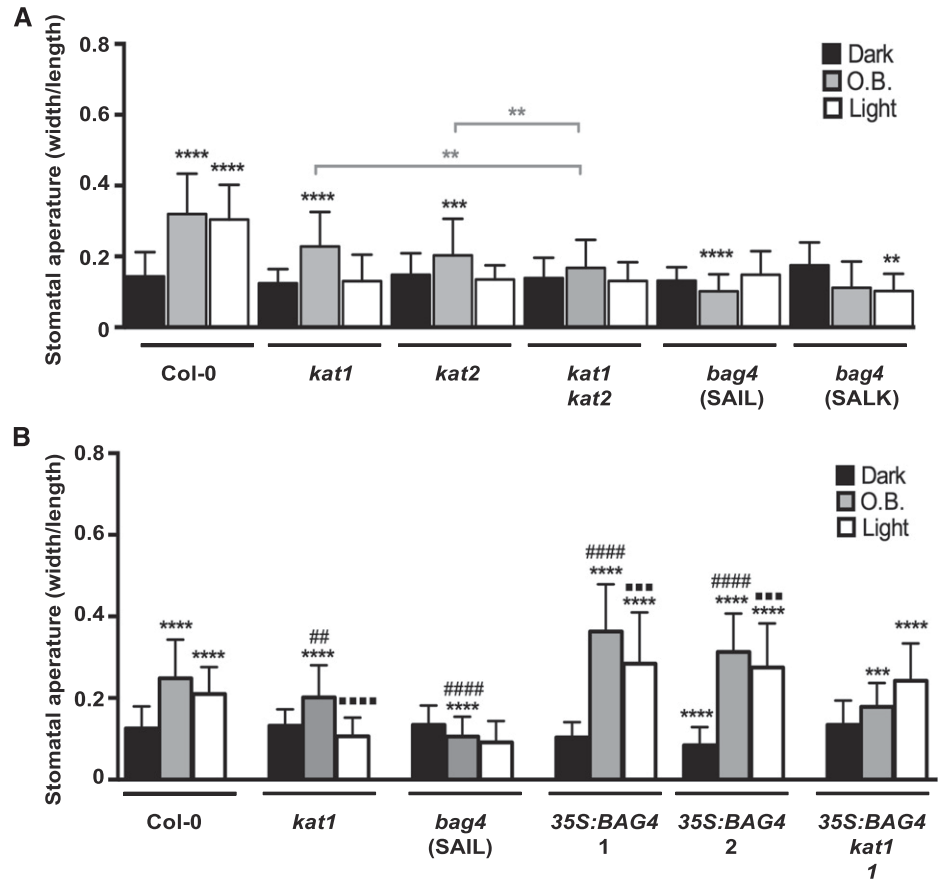 A
Stomatal aperature (width/length)
0.8
0.6
0.4
0.2
0
Dark
O.B.
Light
**
**
**** ****
****
***
****
**
Col-0 kat1 kat2 kat1 bag4 bag4
kat2 (SAIL) (SALK)
B
Stomatal aperature (width/length)
0.8
0.6
0.4
0.2
0
Dark
O.B.
Light
**** ****
##
****
▪▪▪▪
####
****
####
****
▪▪▪
****
****
####
****
▪▪▪
****
***
****
Col-0 kat1 bag4 35S:BAG4 35S:BAG4 35S:BAG4
(SAIL) 1 2 kat1
1